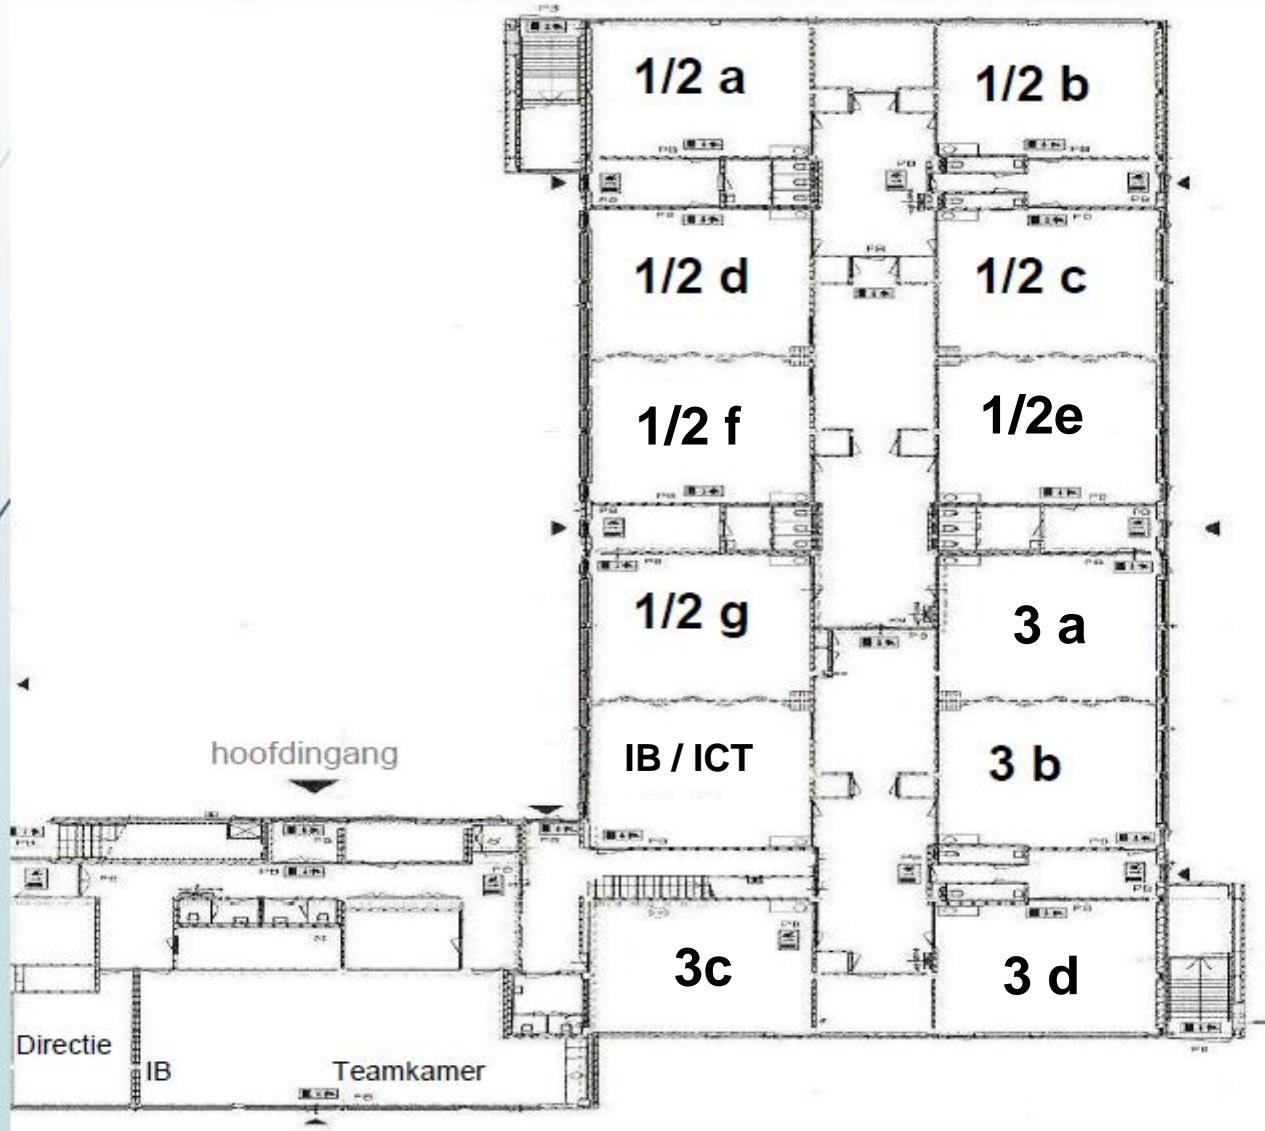 1/2 a
1/2 b
1/2 d
1/2 c
1/2 f
1/2e
1/2 g
3 a
hoofdingang
IB / ICT
3 b
3c
3 d
Directie
IB
Teamkamer